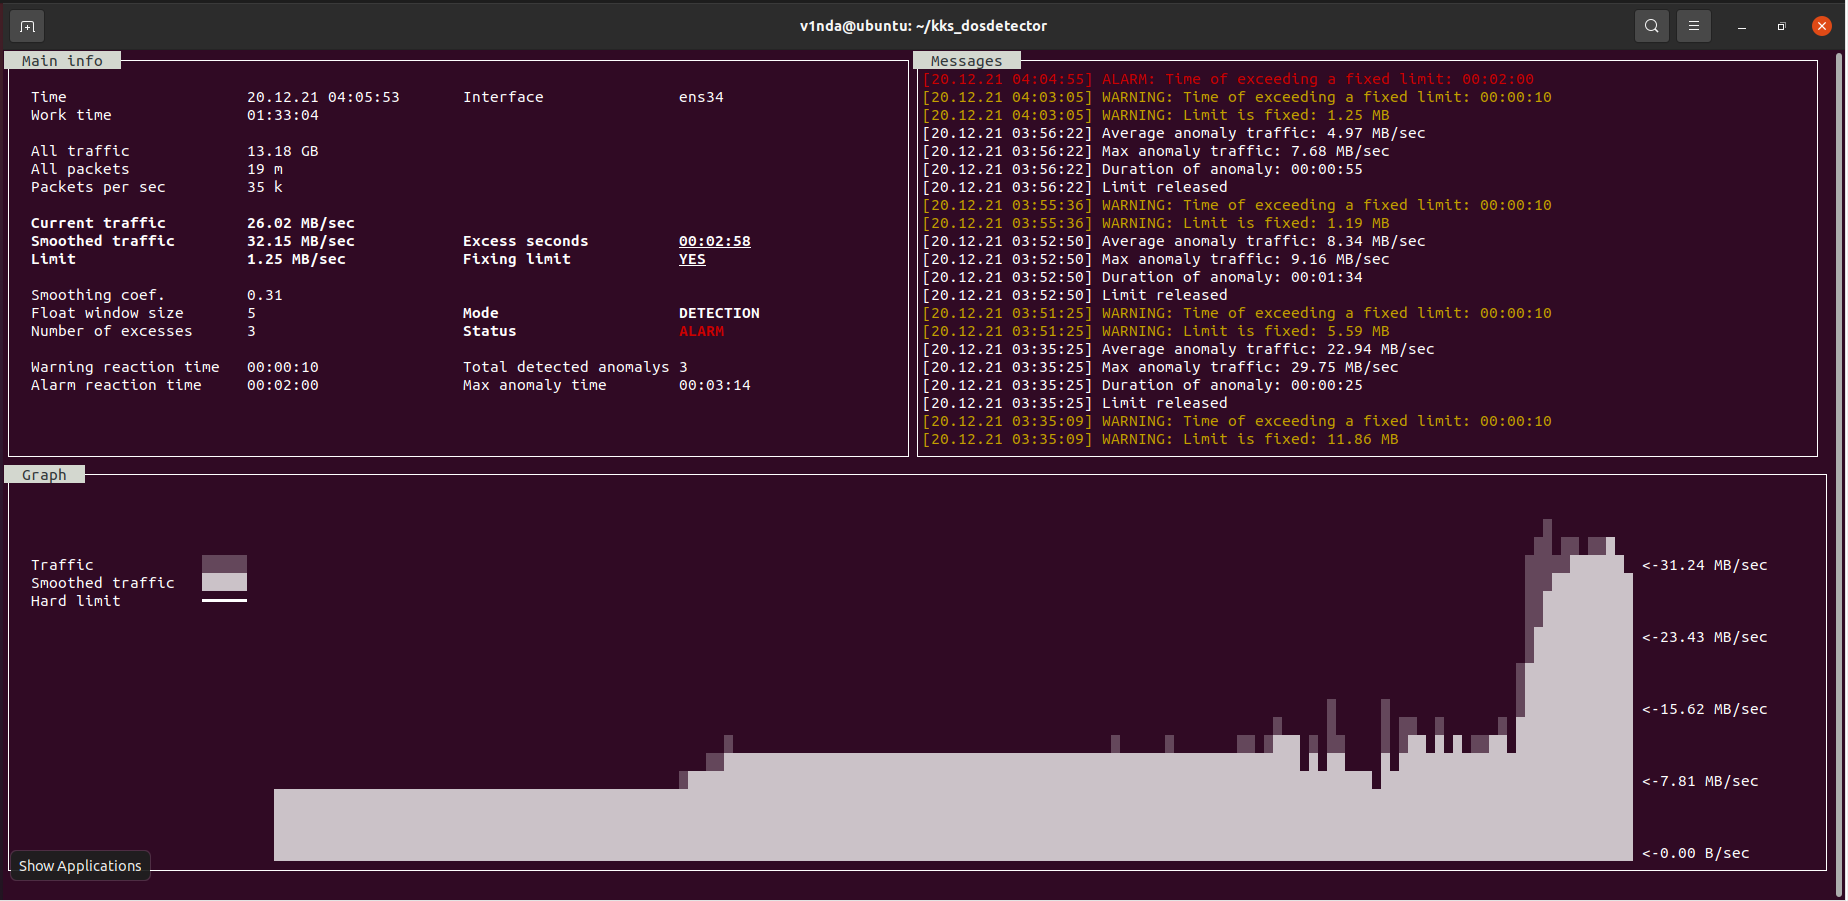 v1nda@ubuntu: ~/kks_dosdetector
Main info
Time 20.12.21 04:05:53 Interface ens34
Work time 01:33:04
All traffic 13.18 GB
All packets 19 m
Packets per sec 35 k
Current traffic 26.02 MB/sec
Smoothed traffic 32.15 MB/sec Excess seconds 00:02:58
Limit 1.25 MB/sec Fixing limit YES
Smoothing coef. 0.31
Float window size 5 Mode DETECTION
Number of excesses 3 Status ALARM
Warning reaction time 00:00:10 Total detected anomalys 3
Alarm reaction time 00:02:00 Max anomaly time 00:03:14
Messages
[20.12.21 04:04:55] ALARM: Time of exceeding a fixed limit: 00:02:00
[20.12.21 04:03:05] WARNING: Time of exceeding a fixed limit: 00:00:10
[20.12.21 04:03:05] WARNING: Limit is fixed: 1.25 MB
[20.12.21 03:56:22] Average anomaly traffic: 4.97 MB/sec
[20.12.21 03:56:22] Max anomaly traffic: 7.68 MB/sec
[20.12.21 03:56:22] Duration of anomaly: 00:00:55
[20.12.21 03:56:22] Limit released
[20.12.21 03:55:36] WARNING: Time of exceeding a fixed limit: 00:00:10
[20.12.21 03:55:36] WARNING: Limit is fixed: 1.19 MB
[20.12.21 03:52:50] Average anomaly traffic: 8.34 MB/sec
[20.12.21 03:52:50] Max anomaly traffic: 9.16 MB/sec
[20.12.21 03:52:50] Duration of anomaly: 00:01:34
[20.12.21 03:52:50] Limit released
[20.12.21 03:51:25] WARNING: Time of exceeding a fixed limit: 00:00:10
[20.12.21 03:51:25] WARNING: Limit is fixed: 5.59 MB
[20.12.21 03:35:25] Average anomaly traffic: 22.94 MB/sec
[20.12.21 03:35:25] Max anomaly traffic: 29.75 MB/sec
[20.12.21 03:35:25] Duration of anomaly: 00:00:25
[20.12.21 03:35:25] Limit released
[20.12.21 03:35:09] WARNING: Time of exceeding a fixed limit: 00:00:10
[20.12.21 03:35:09] WARNING: Limit is fixed: 11.86 MB
Graph
Traffic
Smoothed traffic
Hard limit
<-31.24 MB/sec
<-23.43 MB/sec
<-15.62 MB/sec
<-7.81 MB/sec
<-0.00 B/sec
Show Applications